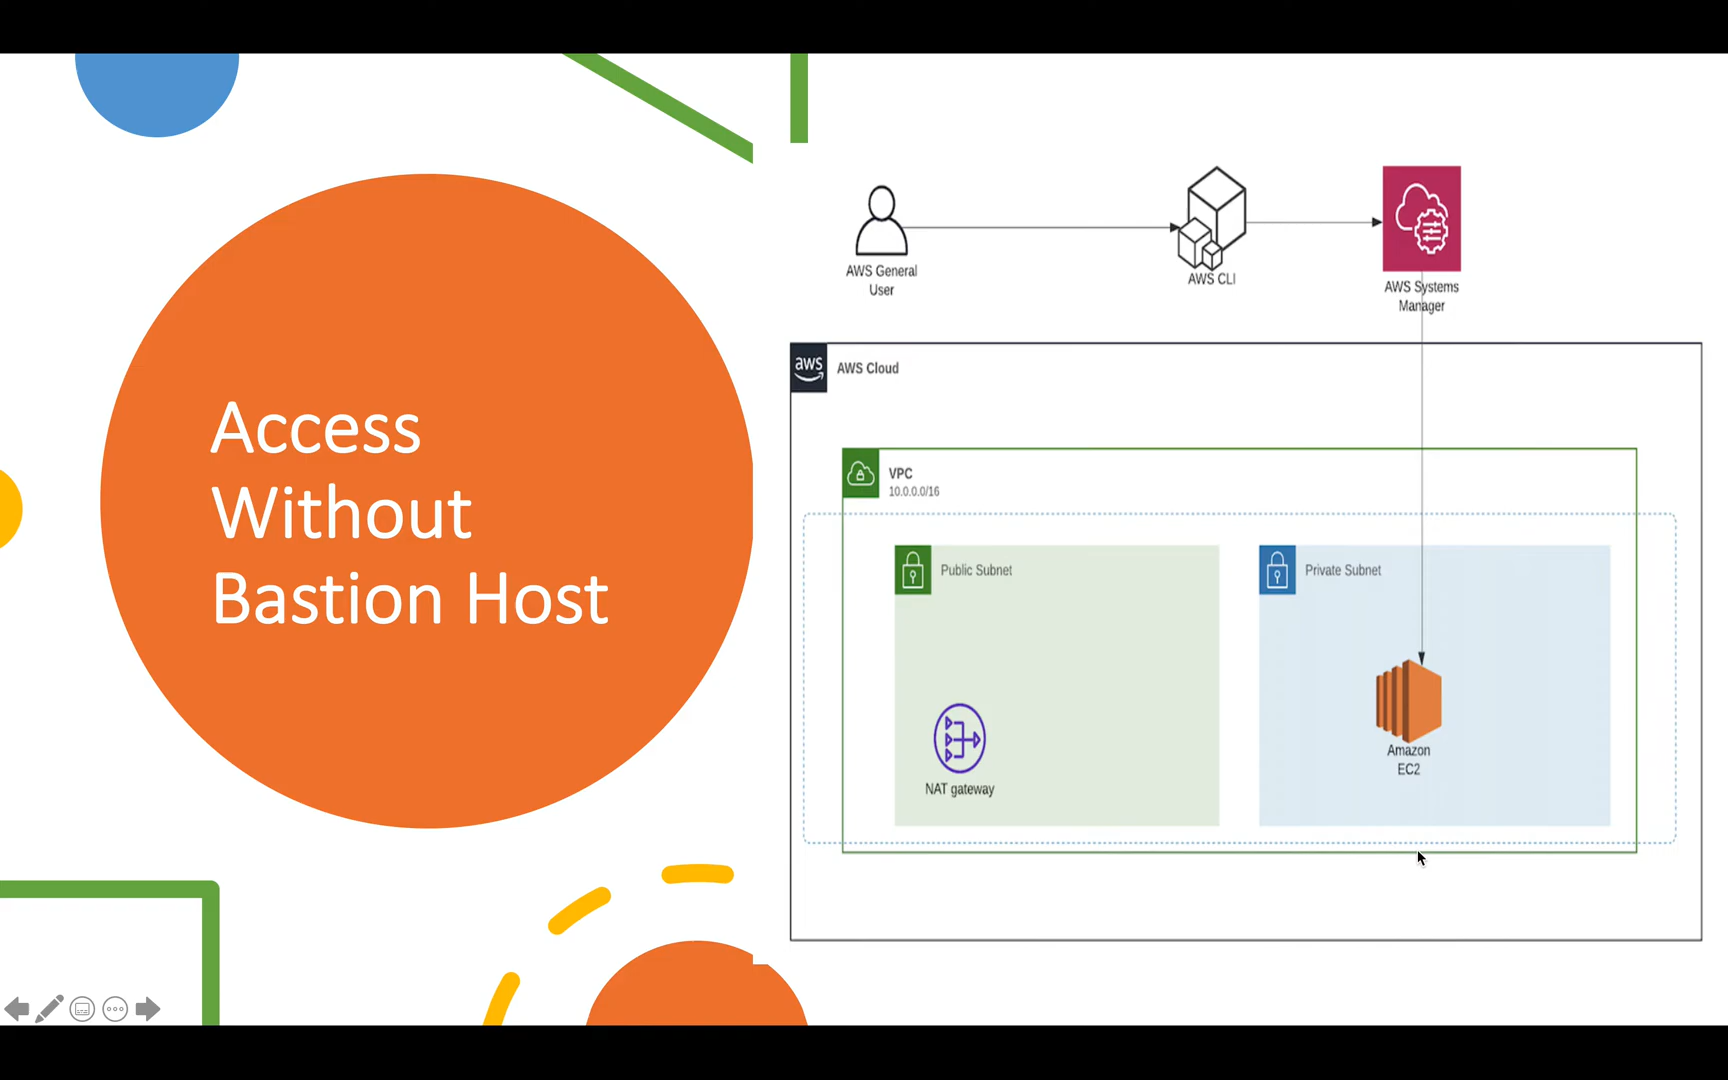 Access
Without
Bastion Host
AWS General
User
AWS CLI
AWS Systems
Manager
aws
AWS Cloud
VPC
10.0.0.0/16
Public Subnet
Private Subnet
NAT gateway
Amazon
EC2